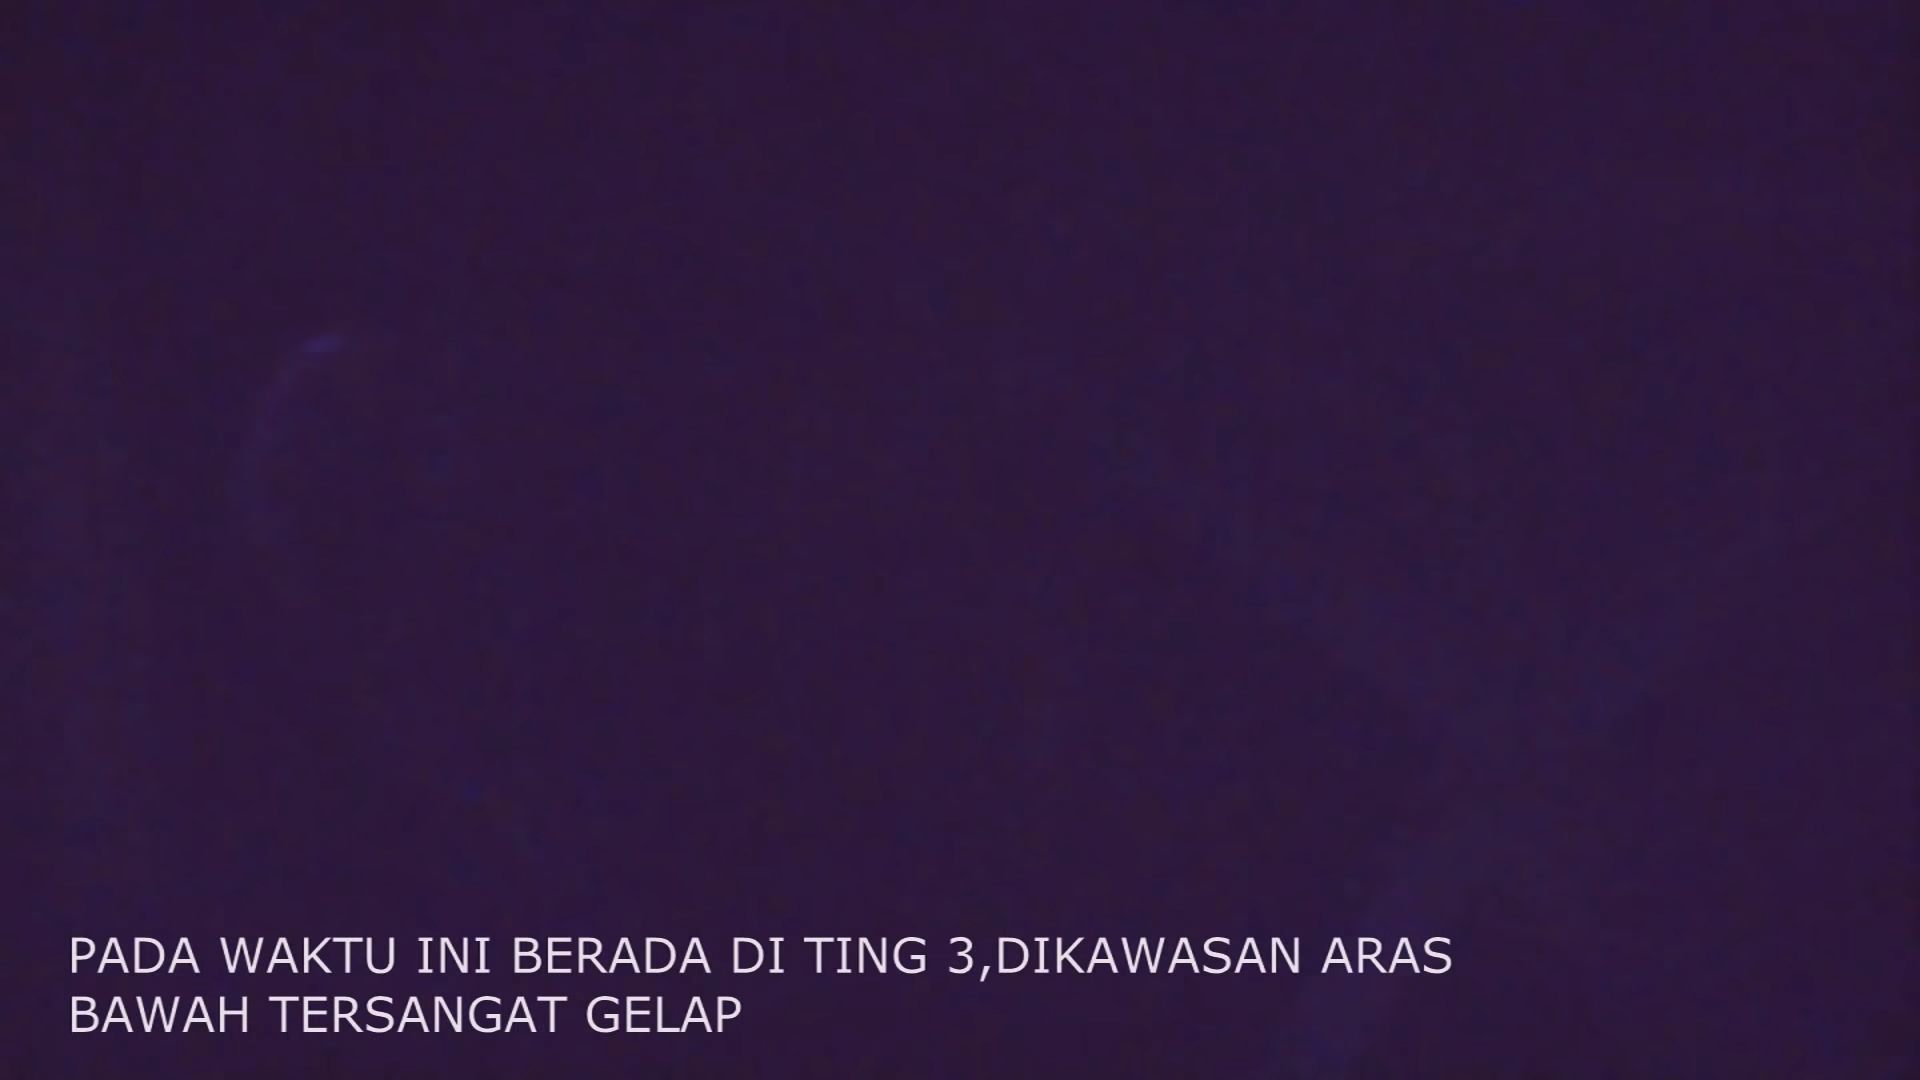 PADA WAKTU INI BERADA DI TING 3,DIKAWASAN ARAS
BAWAH TERSANGAT GELAP